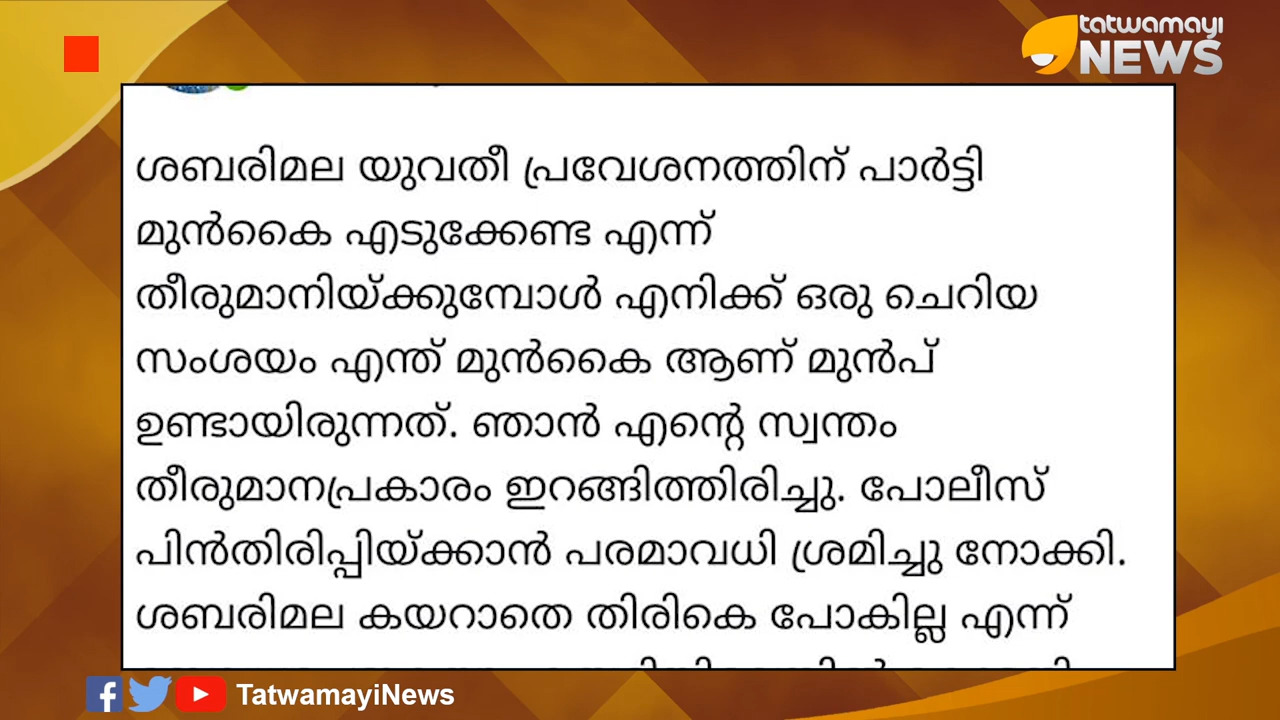 tatwamayi
NEWS
ശബരിമല യുവതീ പ്രവേശനത്തിന് പാർട്ടി
മുൻകൈ എടുക്കേണ്ട എന്ന്
തീരുമാനിയ്ക്കുമ്പോൾ എനിക്ക് ഒരു ചെറിയ
സംശയം എന്ത് മുൻകൈ ആണ് മുൻപ്
ഉണ്ടായിരുന്നത്. ഞാൻ എന്റെ സ്വന്തം
തീരുമാനപ്രകാരം ഇറങ്ങിത്തിരിച്ചു. പോലീസ്
പിൻതിരിപ്പിയ്ക്കാൻ പരമാവധി ശ്രമിച്ചു നോക്കി.
ശബരിമല കയറാതെ തിരികെ പോകില്ല എന്ന്
TatwamayiNews